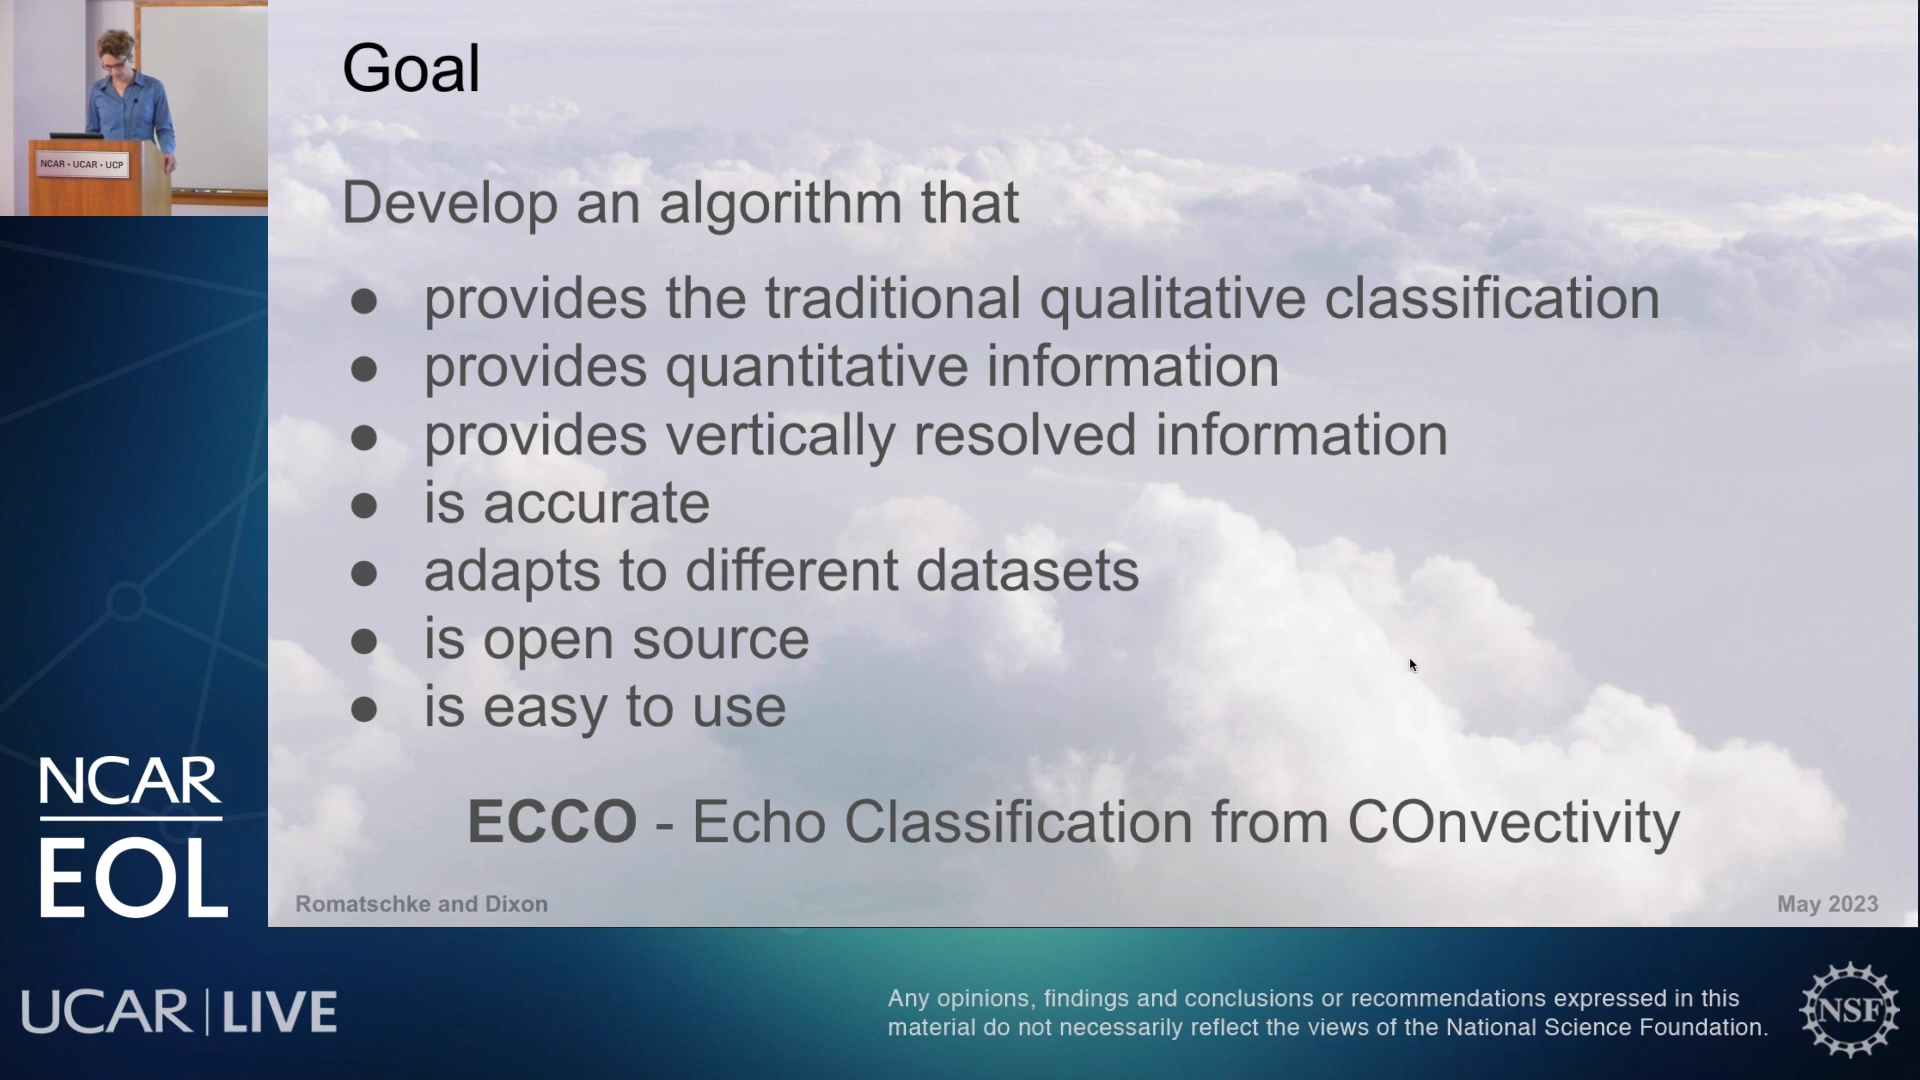 NCAR • UCAR • UCP
Goal
Develop an algorithm that
● provides the traditional qualitative classification
● provides quantitative information
● provides vertically resolved information
● is accurate
● adapts to different datasets
● is open source
● is easy to use
ECCO - Echo Classification from COnvectivity
Romatschke and Dixon
May 2023
NCAR
EOL
UCAR | LIVE
Any opinions, findings and conclusions or recommendations expressed in this
material do not necessarily reflect the views of the National Science Foundation.
NSF